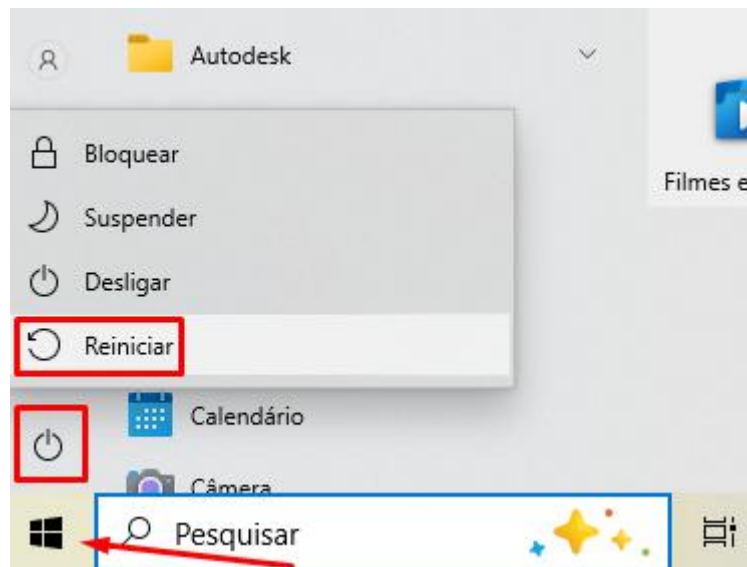 Autodesk
Bloquear
Filmes e
Suspender
Desligar
Reiniciar
Calendário
Câmera
Pesquisar